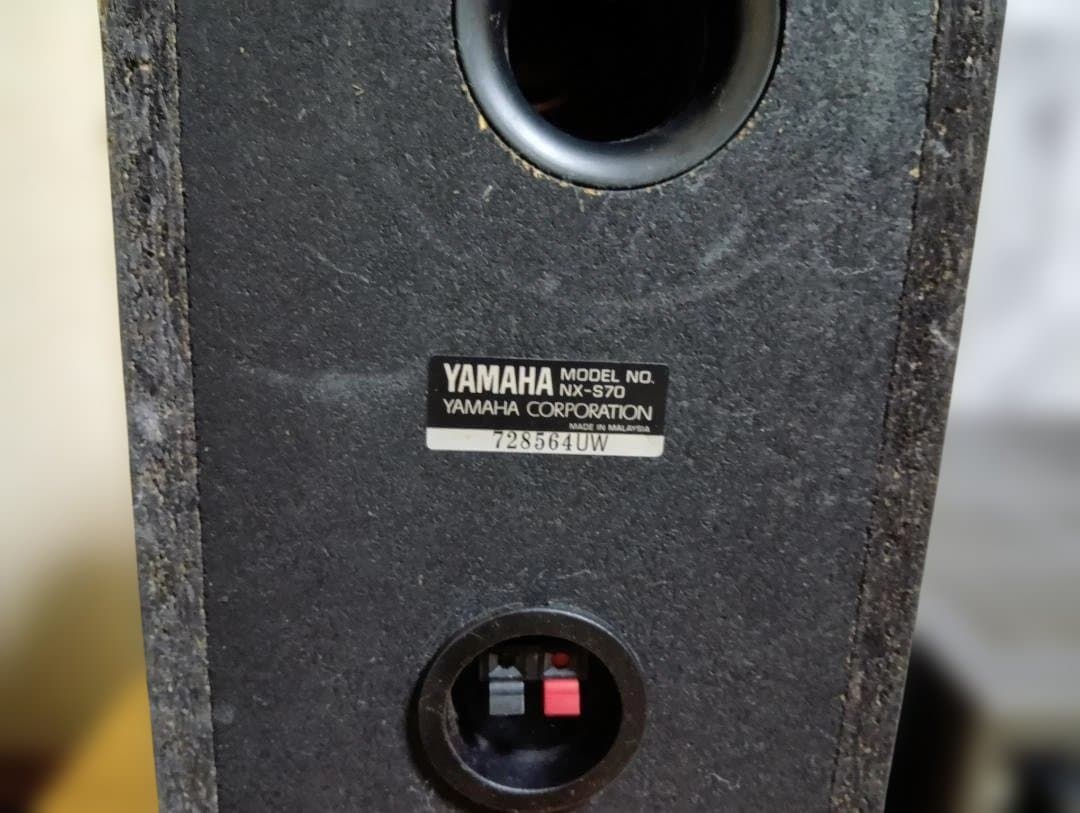 YAMAHA MODEL NO.
NX-S70
YAMAHA CORPORATION
MADE IN MALAYSIA
728564UW